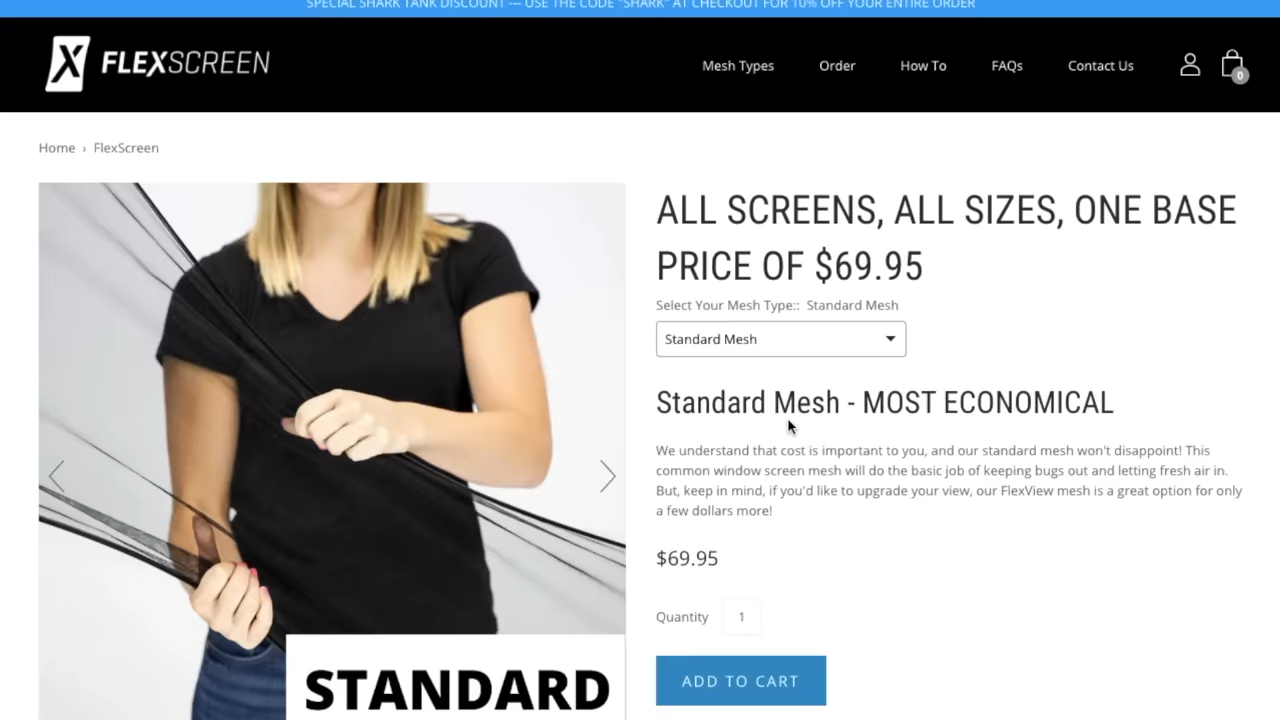 SPECIAL SHARK TANK DISCOUNT --- USE THE CODE "SHARK" AT CHECKOUT FOR 10% OFF YOUR ENTIRE ORDER
X FLEXSCREEN
Mesh Types Order How To FAQs Contact Us 0
Home › FlexScreen
ALL SCREENS, ALL SIZES, ONE BASE
PRICE OF $69.95
Select Your Mesh Type:: Standard Mesh
Standard Mesh
Standard Mesh - MOST ECONOMICAL
We understand that cost is important to you, and our standard mesh won't disappoint! This
common window screen mesh will do the basic job of keeping bugs out and letting fresh air in.
But, keep in mind, if you'd like to upgrade your view, our FlexView mesh is a great option for only
a few dollars more!
$69.95
Quantity 1
ADD TO CART
STANDARD